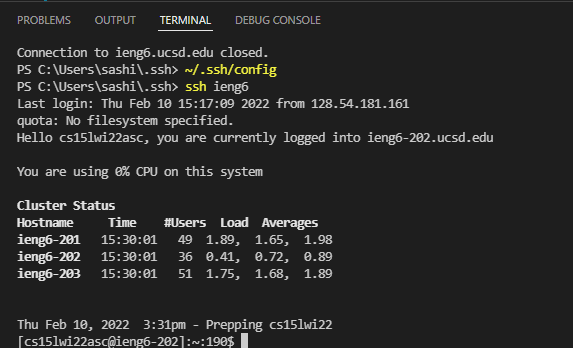 PROBLEMS OUTPUT TERMINAL DEBUG CONSOLE
Connection to ieng6.ucsd.edu closed.
PS C:\Users\sashi\.ssh> ~/.ssh/config
PS C:\Users\sashi\.ssh> ssh ieng6
Last login: Thu Feb 10 15:17:09 2022 from 128.54.181.161
quota: No filesystem specified.
Hello cs15lwi22asc, you are currently logged into ieng6-202.ucsd.edu
You are using 0% CPU on this system
Cluster Status
Hostname Time #Users Load Averages
ieng6-201 15:30:01 49 1.89, 1.65, 1.98
ieng6-202 15:30:01 36 0.41, 0.72, 0.89
ieng6-203 15:30:01 51 1.75, 1.68, 1.89
Thu Feb 10, 2022 3:31pm - Prepping cs15lwi22
[cs15lwi22asc@ieng6-202]:~:190$